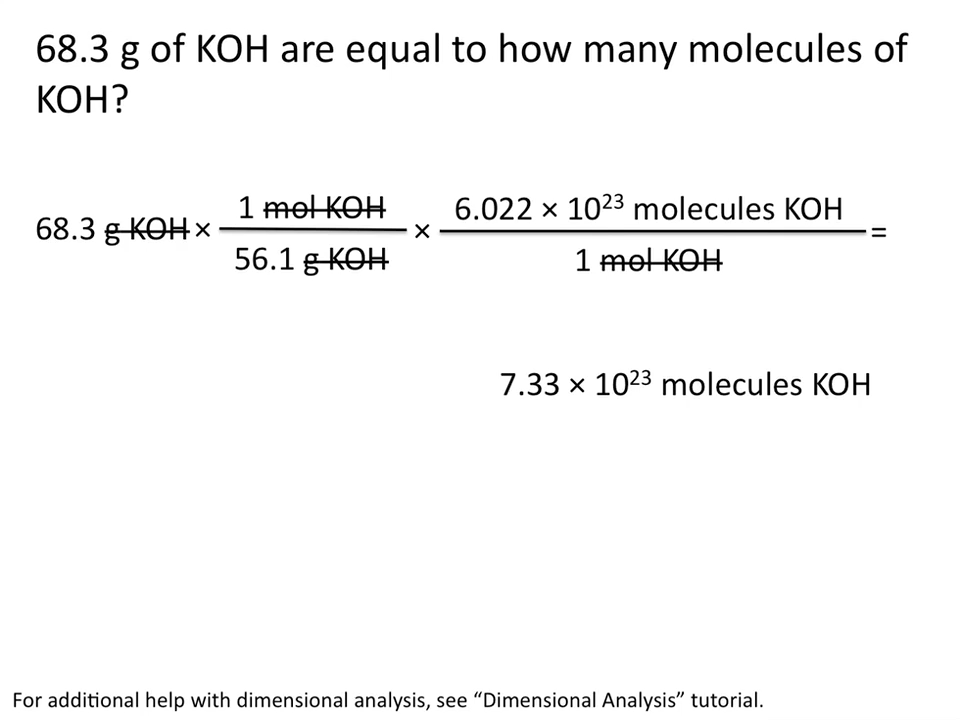 68.3 g of KOH are equal to how many molecules of
KOH?
68.3 g KOH × 1 mol KOH / 56.1 g KOH × 6.022 × 10²³ molecules KOH / 1 mol KOH =
7.33 × 10²³ molecules KOH
For additional help with dimensional analysis, see “Dimensional Analysis” tutorial.